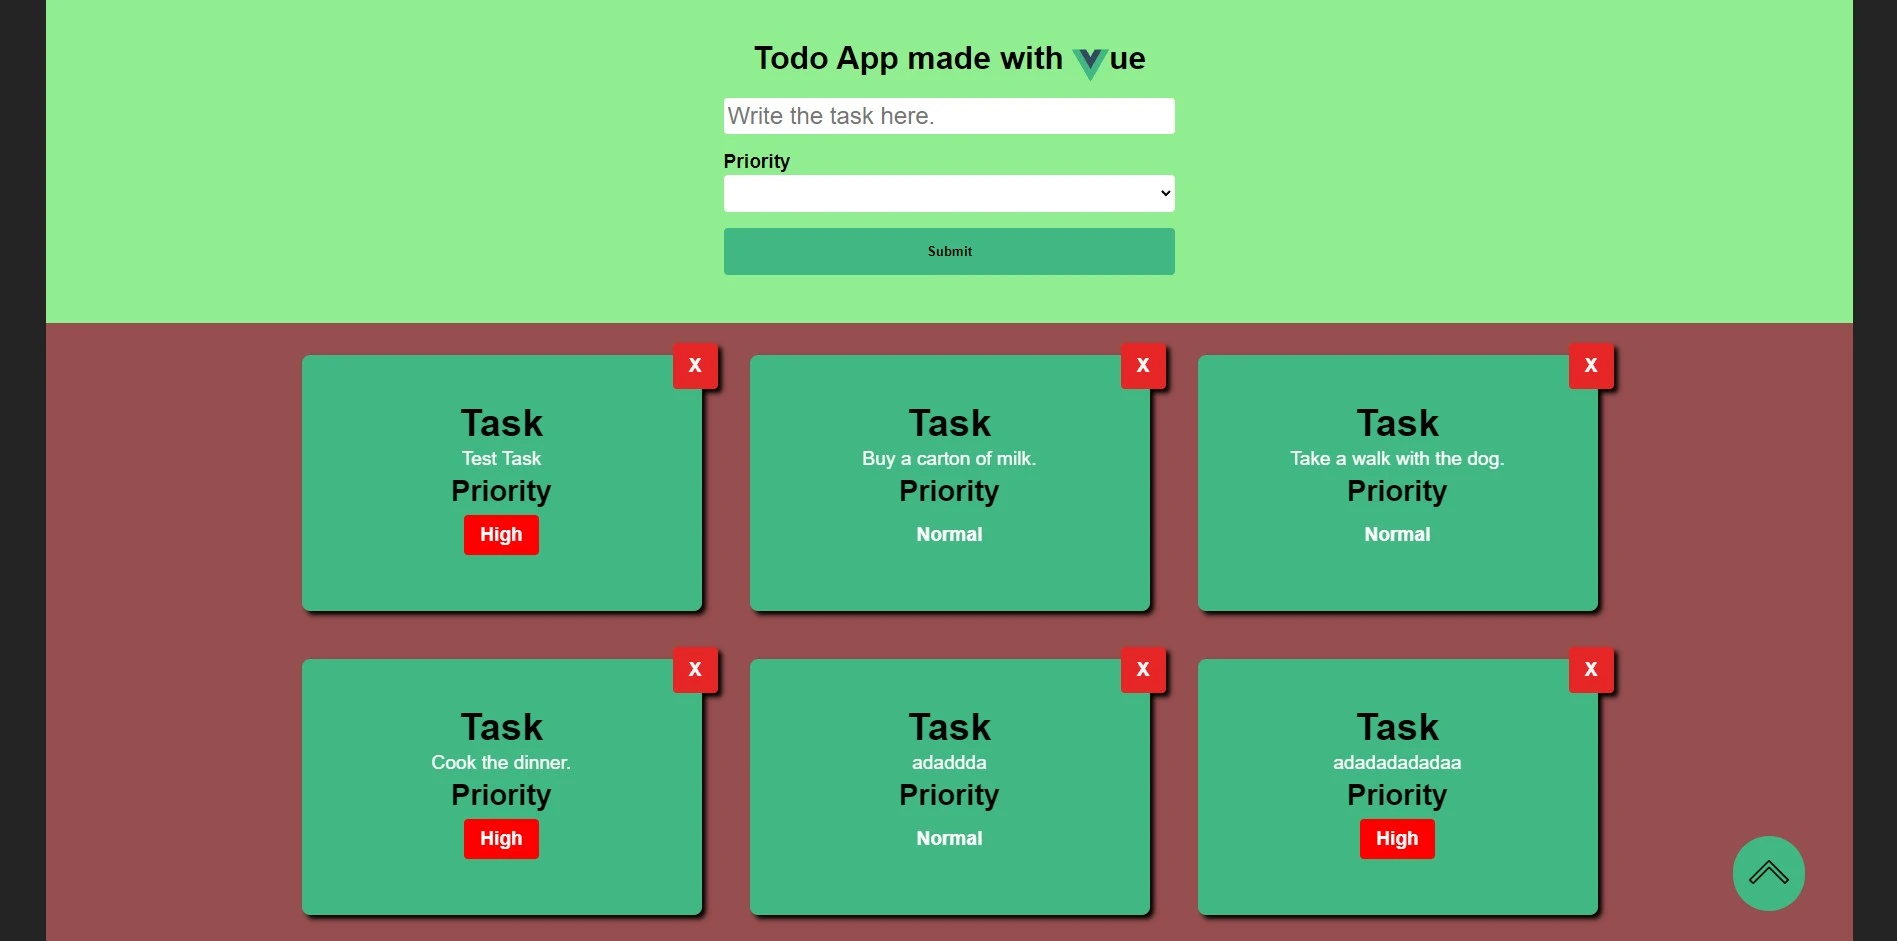 Todo App made with Vue
Write the task here.
Priority
Submit
X
Task
Test Task
Priority
High
X
Task
Buy a carton of milk.
Priority
Normal
X
Task
Take a walk with the dog.
Priority
Normal
X
Task
Cook the dinner.
Priority
High
X
Task
adaddda
Priority
Normal
X
Task
adadadadadaa
Priority
High